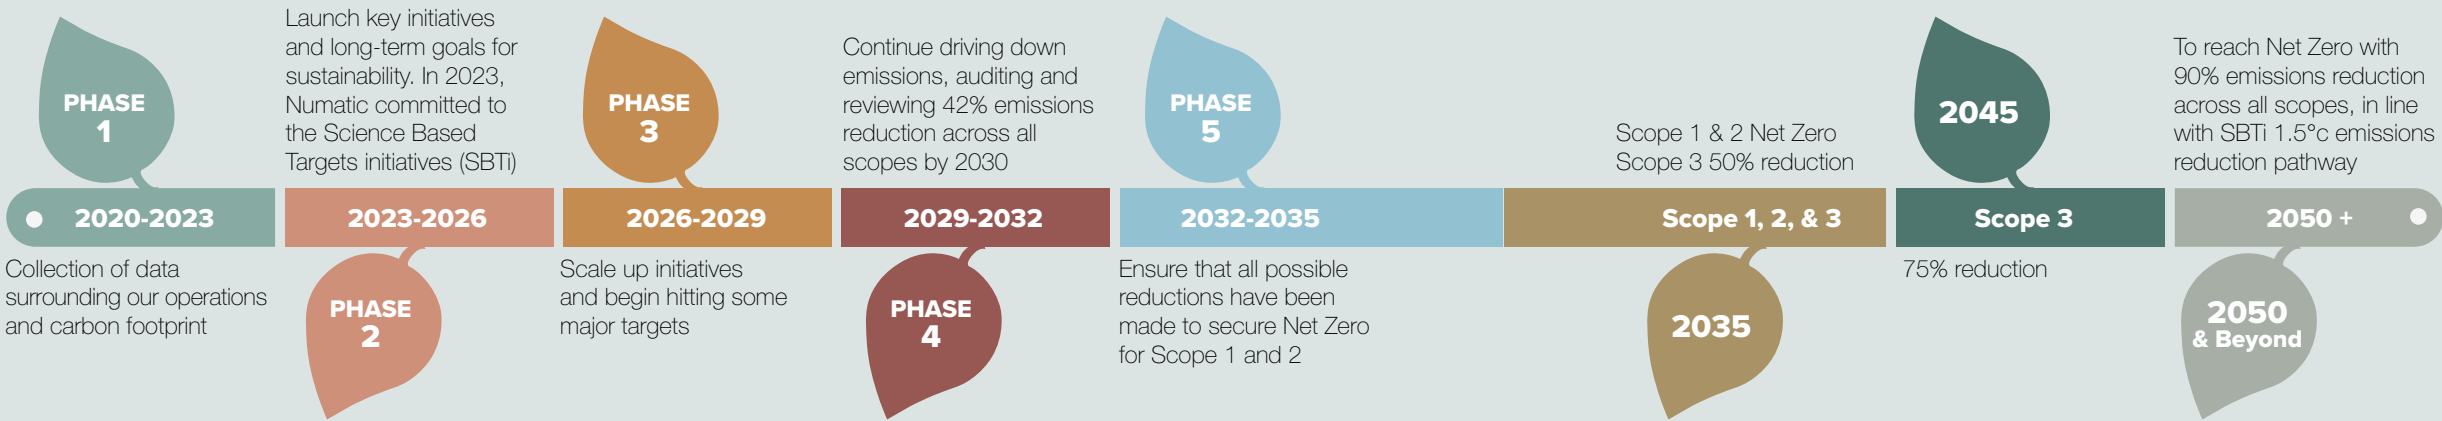 PHASE
1
2020-2023
Collection of data
surrounding our operations
and carbon footprint
Launch key initiatives
and long-term goals for
sustainability. In 2023,
Numatic committed to
the Science Based
Targets initiatives (SBTi)
2023-2026
PHASE
2
PHASE
3
2026-2029
Scale up initiatives
and begin hitting some
major targets
Continue driving down
emissions, auditing and
reviewing 42% emissions
reduction across all
scopes by 2030
2029-2032
PHASE
4
PHASE
5
2032-2035
Ensure that all possible
reductions have been
made to secure Net Zero
for Scope 1 and 2
Scope 1 & 2 Net Zero
Scope 3 50% reduction
Scope 1, 2, & 3
2035
2045
Scope 3
75% reduction
To reach Net Zero with
90% emissions reduction
across all scopes, in line
with SBTi 1.5°c emissions
reduction pathway
2050 +
2050
& Beyond